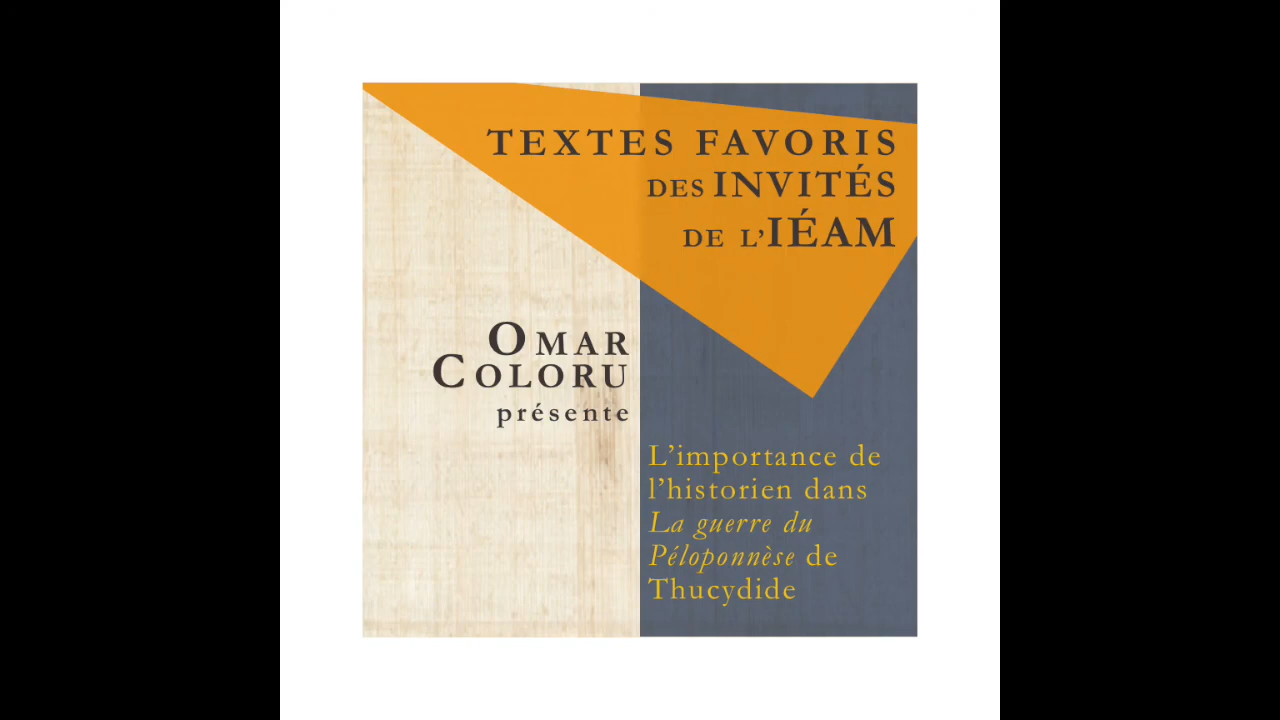 TEXTES FAVORIS
DES INVITÉS
DE L’IÉAM
OMAR
COLORU
présente
L’importance de
l’historien dans
La guerre du
Péloponnèse de
Thucydide